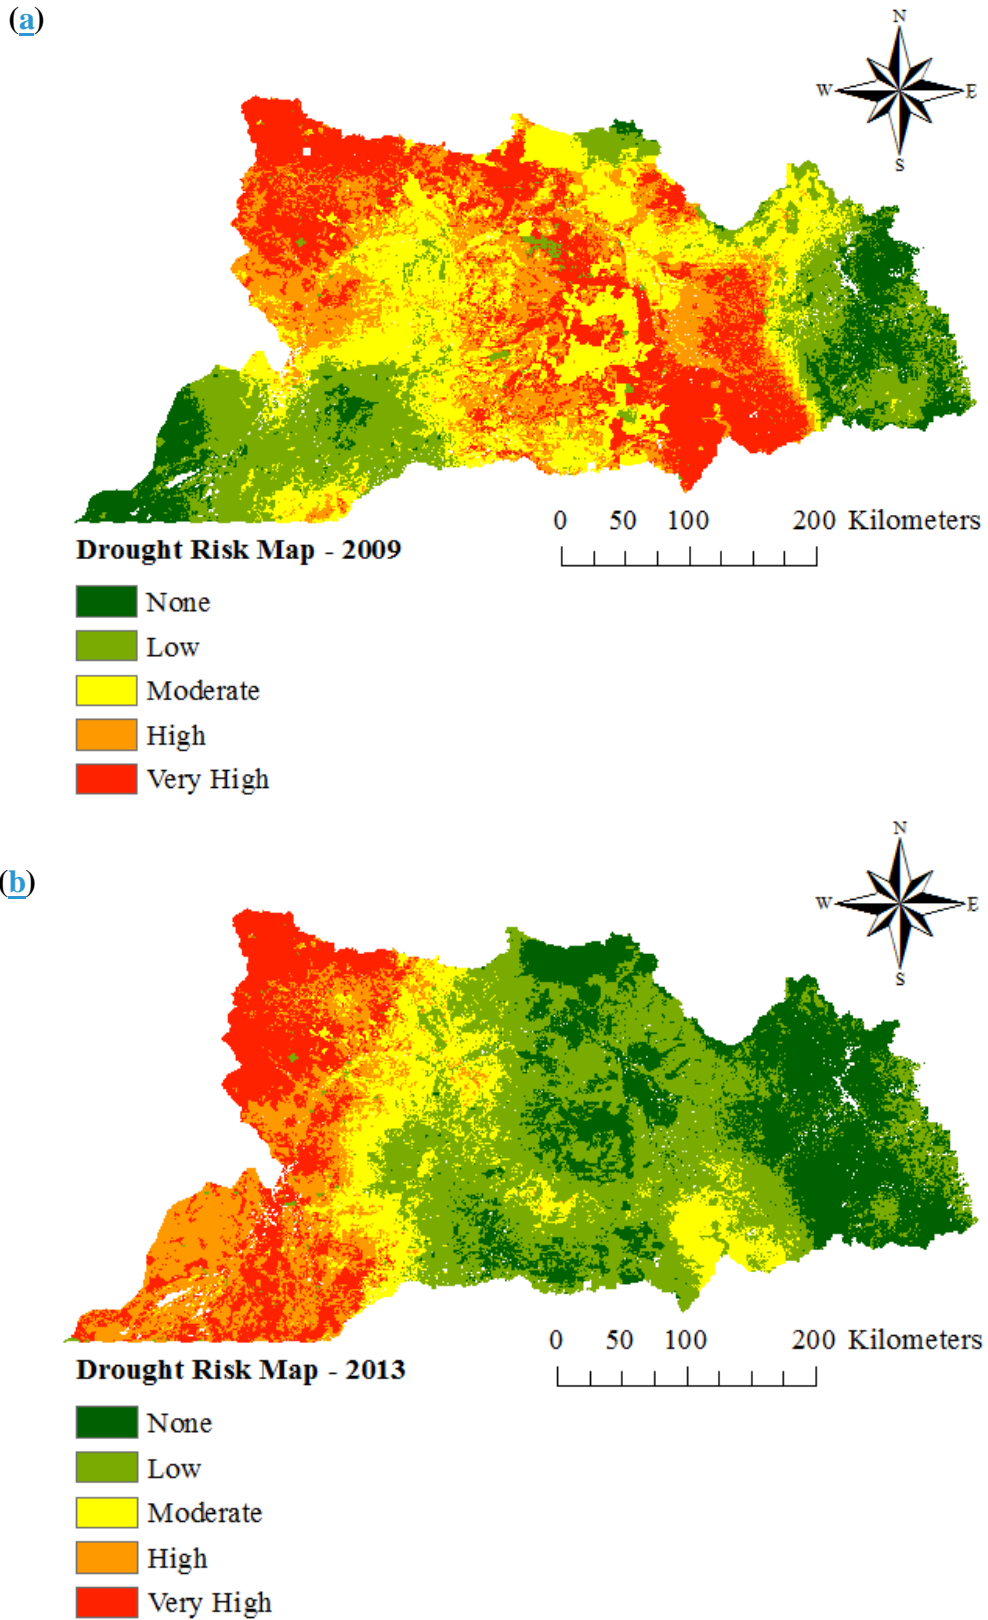 (a)
N
W E
S
0 50 100 200 Kilometers
Drought Risk Map - 2009
None
Low
Moderate
High
Very High
(b)
N
W E
S
0 50 100 200 Kilometers
Drought Risk Map - 2013
None
Low
Moderate
High
Very High